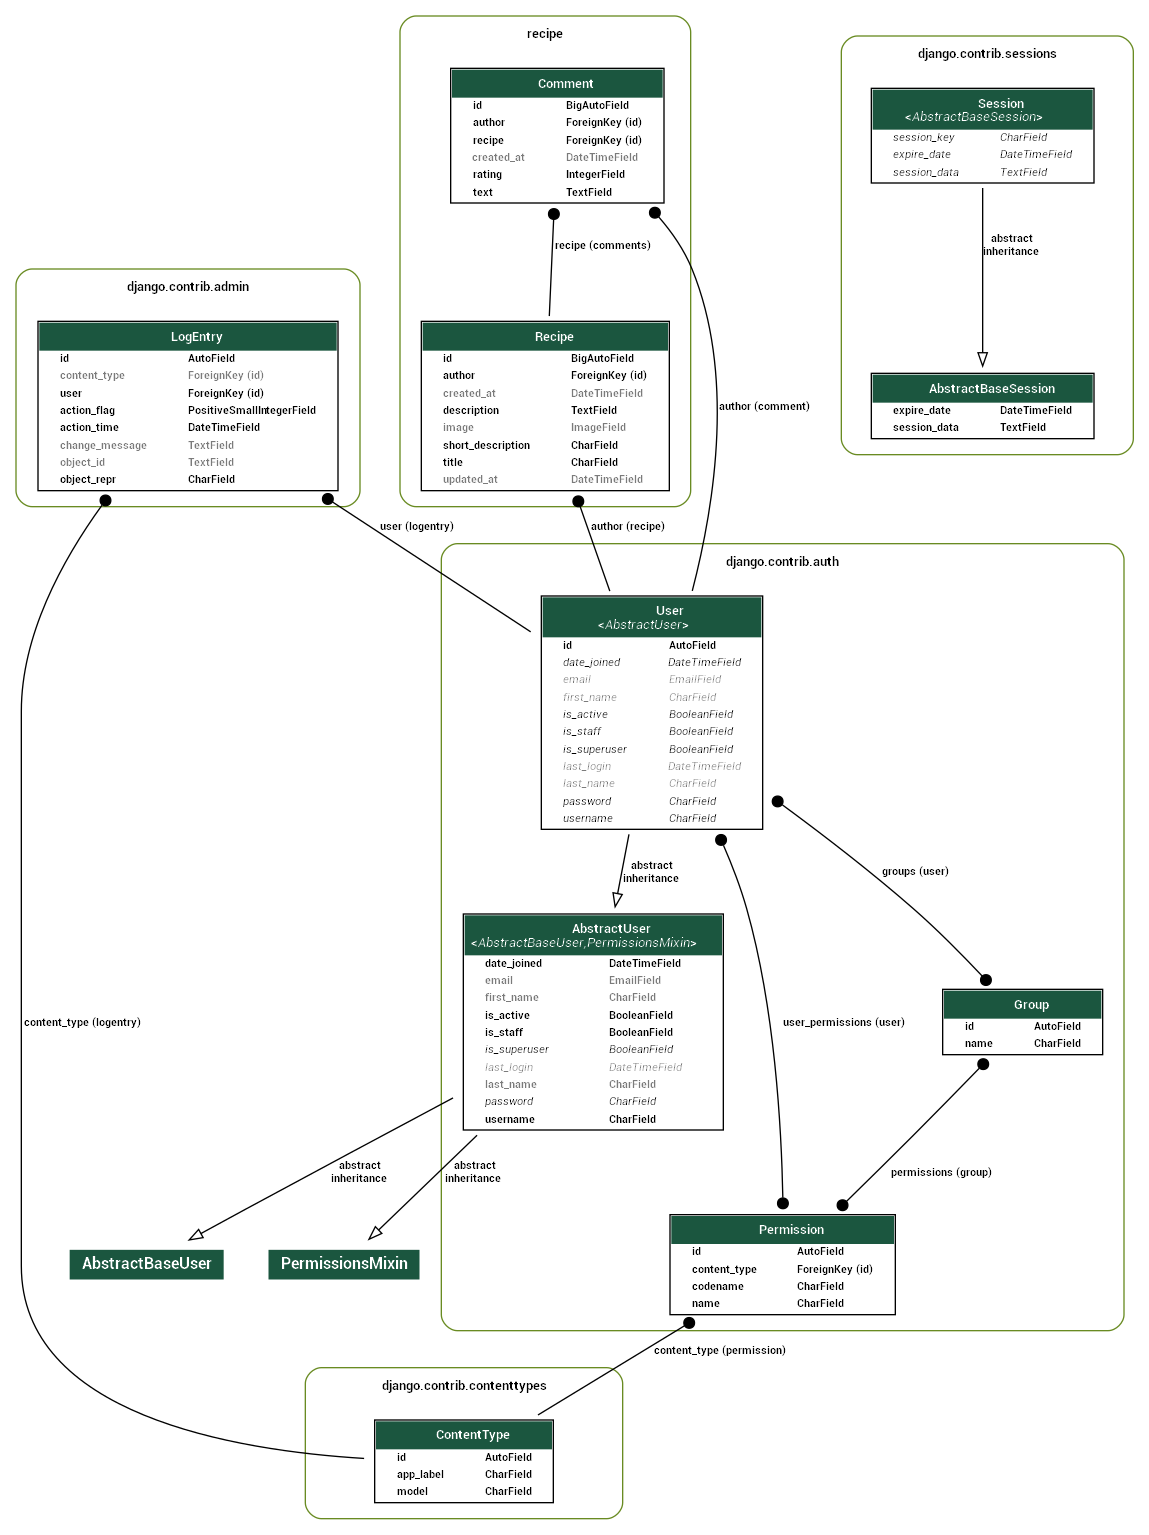 recipe
Comment
id BigAutoField
author ForeignKey (id)
recipe ForeignKey (id)
created_at DateTimeField
rating IntegerField
text TextField
django.contrib.sessions
Session
<AbstractBaseSession>
session_key CharField
expire_date DateTimeField
session_data TextField
recipe (comments)
abstract
inheritance
django.contrib.admin
LogEntry
id AutoField
content_type ForeignKey (id)
user ForeignKey (id)
action_flag PositiveSmallIntegerField
action_time DateTimeField
change_message TextField
object_id TextField
object_repr CharField
Recipe
id BigAutoField
author ForeignKey (id)
created_at DateTimeField
description TextField
image ImageField
short_description CharField
title CharField
updated_at DateTimeField
author (comment)
AbstractBaseSession
expire_date DateTimeField
session_data TextField
user (logentry)
author (recipe)
django.contrib.auth
User
<AbstractUser>
id AutoField
date_joined DateTimeField
email EmailField
first_name CharField
is_active BooleanField
is_staff BooleanField
is_superuser BooleanField
last_login DateTimeField
last_name CharField
password CharField
username CharField
abstract
inheritance
groups (user)
AbstractUser
<AbstractBaseUser,PermissionsMixin>
date_joined DateTimeField
email EmailField
first_name CharField
is_active BooleanField
is_staff BooleanField
is_superuser BooleanField
last_login DateTimeField
last_name CharField
password CharField
username CharField
content_type (logentry)
user_permissions (user)
Group
id AutoField
name CharField
abstract
inheritance
abstract
inheritance
permissions (group)
AbstractBaseUser
PermissionsMixin
Permission
id AutoField
content_type ForeignKey (id)
codename CharField
name CharField
content_type (permission)
django.contrib.contenttypes
ContentType
id AutoField
app_label CharField
model CharField